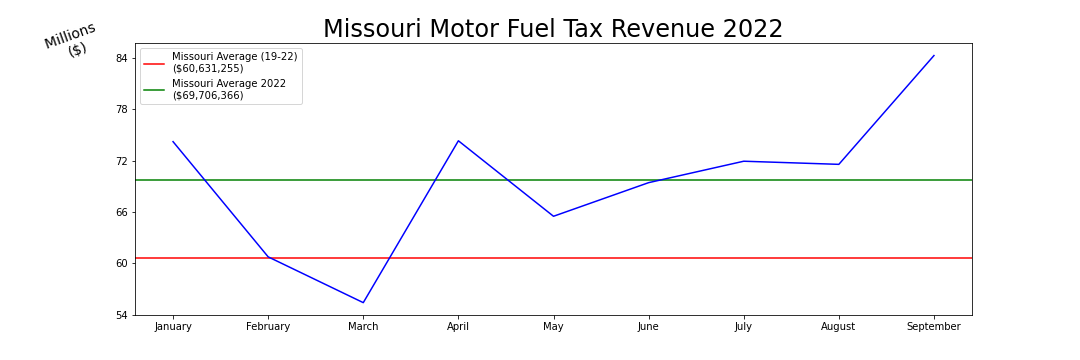 Missouri Motor Fuel Tax Revenue 2022
Millions
($)
Missouri Average (19-22)
($60,631,255)
Missouri Average 2022
($69,706,366)
84
78
72
66
60
54
January February March April May June July August September